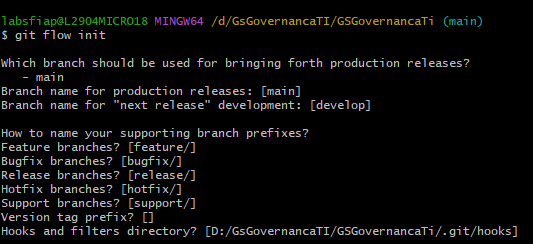 labsfiap@L2904MICRO18 MINGW64 /d/GsGovernancaTI/GSGovernancaTi (main)
$ git flow init
Which branch should be used for bringing forth production releases?
- main
Branch name for production releases: [main]
Branch name for "next release" development: [develop]
How to name your supporting branch prefixes?
Feature branches? [feature/]
Bugfix branches? [bugfix/]
Release branches? [release/]
Hotfix branches? [hotfix/]
Support branches? [support/]
Version tag prefix? []
Hooks and filters directory? [D:/GsGovernancaTI/GSGovernancaTi/.git/hooks]